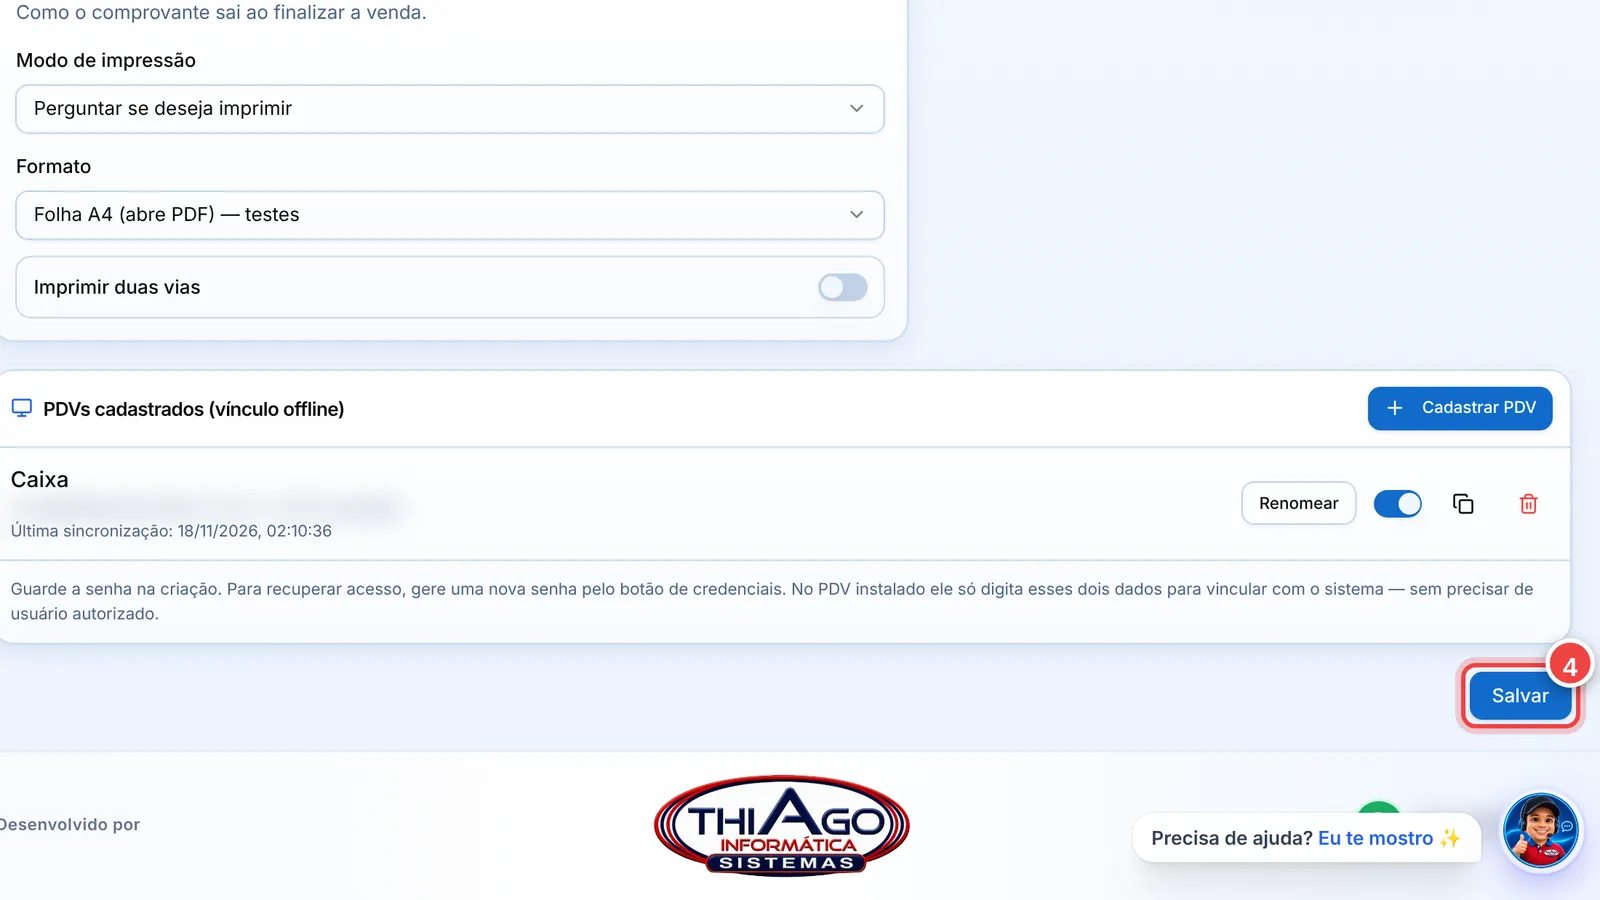 Como o comprovante sai ao finalizar a venda.
Modo de impressão
Perguntar se deseja imprimir
Formato
Folha A4 (abre PDF) — testes
Imprimir duas vias
PDVs cadastrados (vínculo offline)
Cadastrar PDV
Caixa
Renomear
Última sincronização: 18/11/2026, 02:10:36
Guarde a senha na criação. Para recuperar acesso, gere uma nova senha pelo botão de credenciais. No PDV instalado ele só digita esses dois dados para vincular com o sistema — sem precisar de
usuário autorizado.
4
Salvar
Desenvolvido por
THIAGO
INFORMÁTICA
SISTEMAS
Precisa de ajuda? Eu te mostro ✨